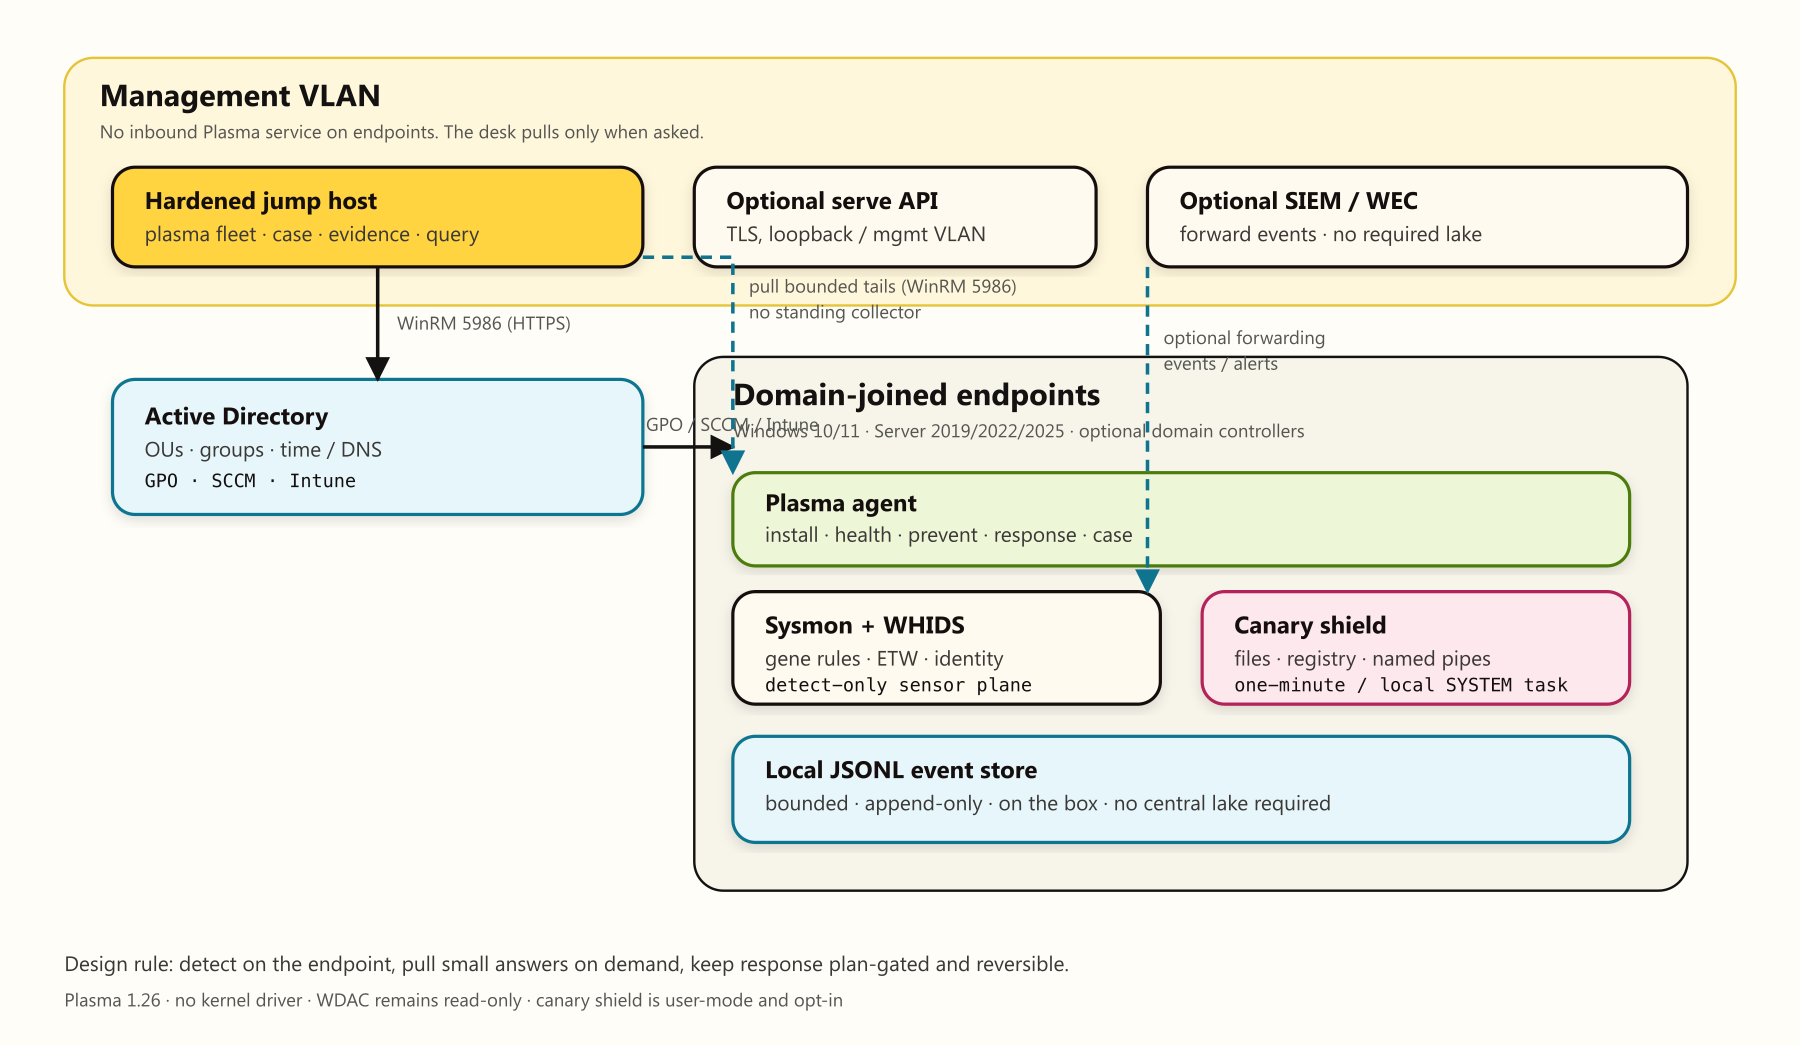 Management VLAN
No inbound Plasma service on endpoints. The desk pulls only when asked.
Hardened jump host
plasma fleet · case · evidence · query
Optional serve API
TLS, loopback / mgmt VLAN
Optional SIEM / WEC
forward events · no required lake
pull bounded tails (WinRM 5986)
no standing collector
WinRM 5986 (HTTPS)
optional forwarding
events / alerts
Active Directory
OUs · groups · time / DNS
GPO · SCCM · Intune
GPO / SCCM / Intune
Domain-joined endpoints
Windows 10/11 · Server 2019/2022/2025 · optional domain controllers
Plasma agent
install · health · prevent · response · case
Sysmon + WHIDS
gene rules · ETW · identity
detect−only sensor plane
Canary shield
files · registry · named pipes
one−minute / local SYSTEM task
Local JSONL event store
bounded · append-only · on the box · no central lake required
Design rule: detect on the endpoint, pull small answers on demand, keep response plan-gated and reversible.
Plasma 1.26 · no kernel driver · WDAC remains read-only · canary shield is user-mode and opt-in